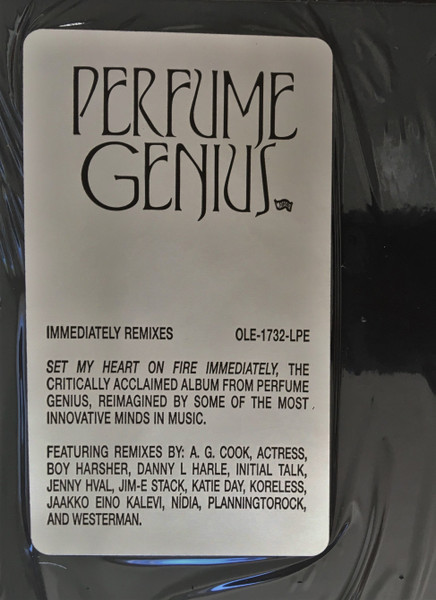 PERFUME
GENIUS
IMMEDIATELY REMIXES OLE-1732-LPE
SET MY HEART ON FIRE IMMEDIATELY, THE
CRITICALLY ACCLAIMED ALBUM FROM PERFUME
GENIUS, REIMAGINED BY SOME OF THE MOST
INNOVATIVE MINDS IN MUSIC.
FEATURING REMIXES BY: A. G. COOK, ACTRESS,
BOY HARSHER, DANNY L HARLE, INITIAL TALK,
JENNY HVAL, JIM-E STACK, KATIE DAY, KORELESS,
JAAKKO EINO KALEVI, NÍDIA, PLANNINGTOROCK,
AND WESTERMAN.